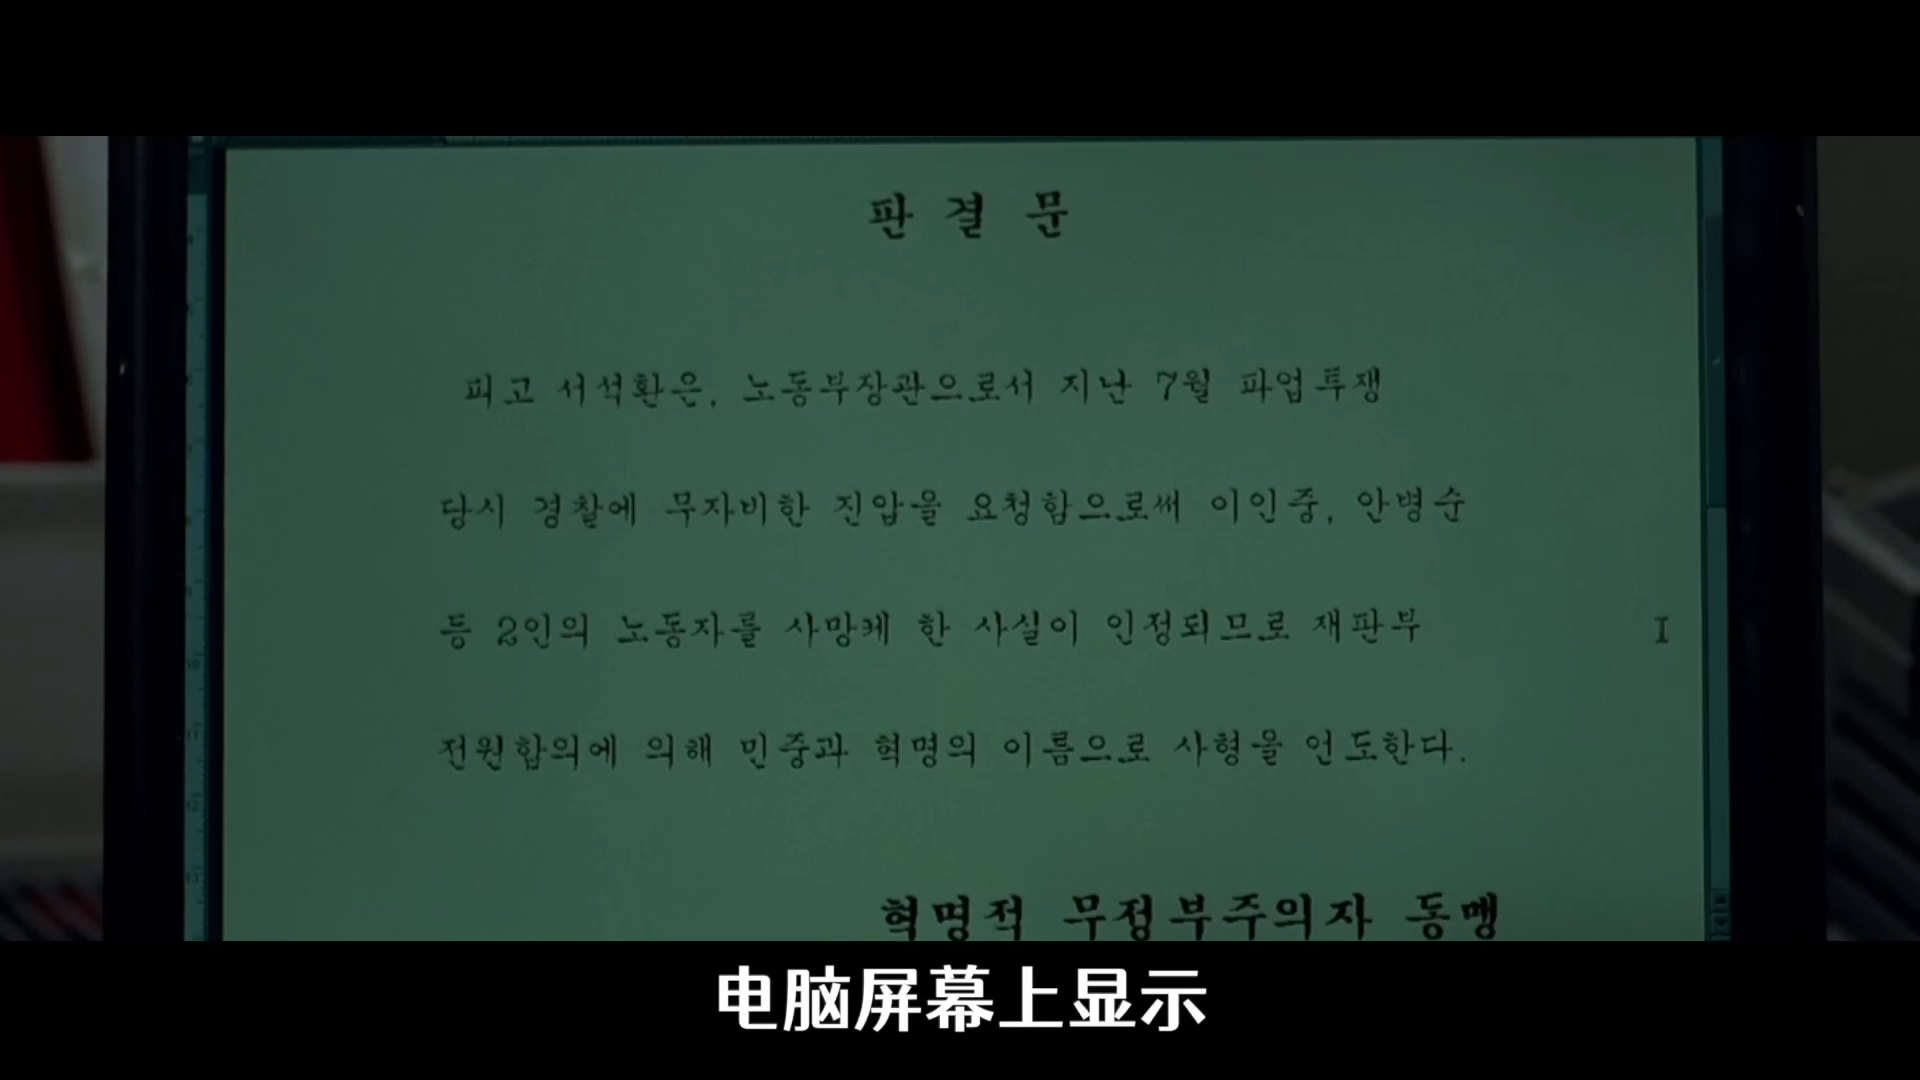 판 결 문
피고 서석환은, 노동부장관으로서 지난 7월 파업투쟁
당시 경찰에 무자비한 진압을 요청함으로써 이인중, 안병순
등 2인의 노동자를 사망케 한 사실이 인정되므로 재판부
전원합의에 의해 민중과 혁명의 이름으로 사형을 언도한다.
혁명적 무정부주의자 동맹
电脑屏幕上显示